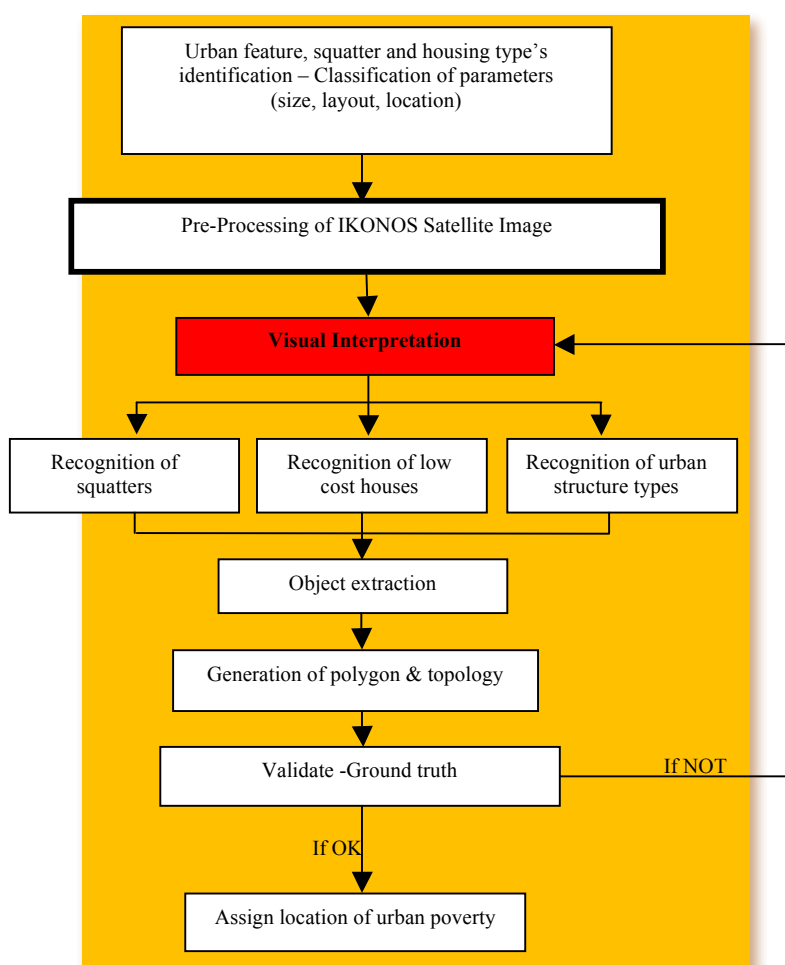 Urban feature, squatter and housing type’s
identification – Classification of parameters
(size, layout, location)
Pre-Processing of IKONOS Satellite Image
Visual Interpretation
Recognition of
squatters
Recognition of low
cost houses
Recognition of urban
structure types
Object extraction
Generation of polygon & topology
Validate -Ground truth
If NOT
If OK
Assign location of urban poverty